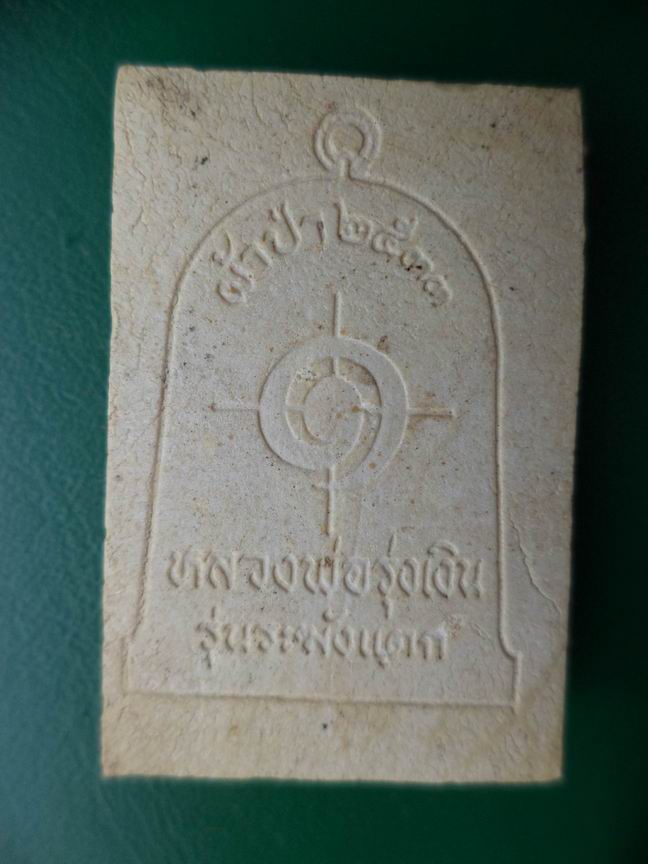 ผ้าป่า ๒๕๓๓
หลวงพ่อรุ่งเงิน
รุ่นระฆังแตก